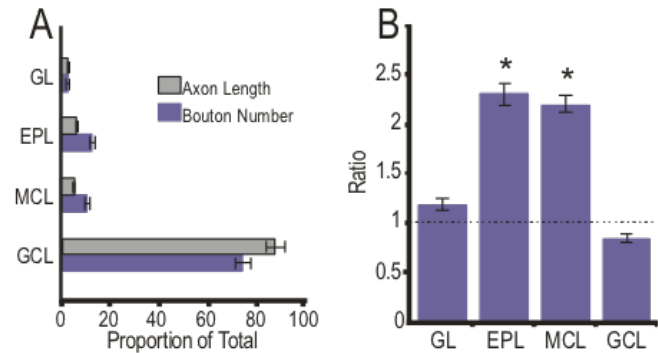 A
GL
EPL
MCL
GCL
Axon Length
Bouton Number
0 20 40 60 80 100
Proportion of Total
B
Ratio
2.5
2
1.5
1
0.5
0
* *
GL EPL MCL GCL